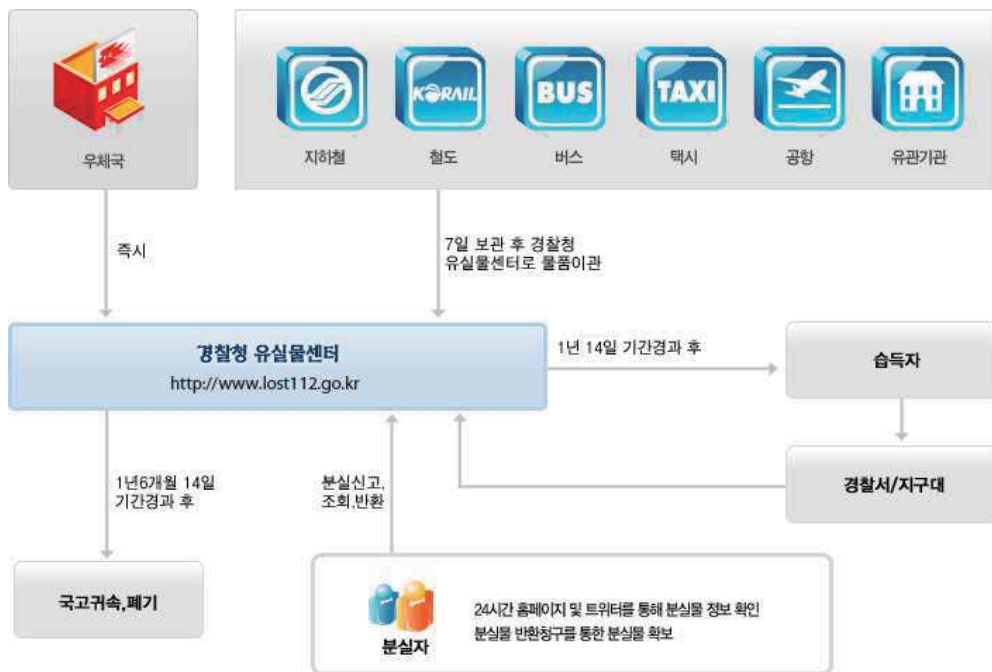 우체국
KORAIL
BUS
TAXI
지하철
철도
버스
택시
공항
유관기관
즉시
7일 보관 후 경찰청
유실물센터로 물품이관
경찰청 유실물센터
http://www.lost112.go.kr
1년 14일 기간경과 후
습득자
경찰서/지구대
1년6개월 14일
기간경과 후
분실신고,
조회,반환
국고귀속,폐기
분실자
24시간 홈페이지 및 트위터를 통해 분실물 정보 확인
분실물 반환청구를 통한 분실물 확보